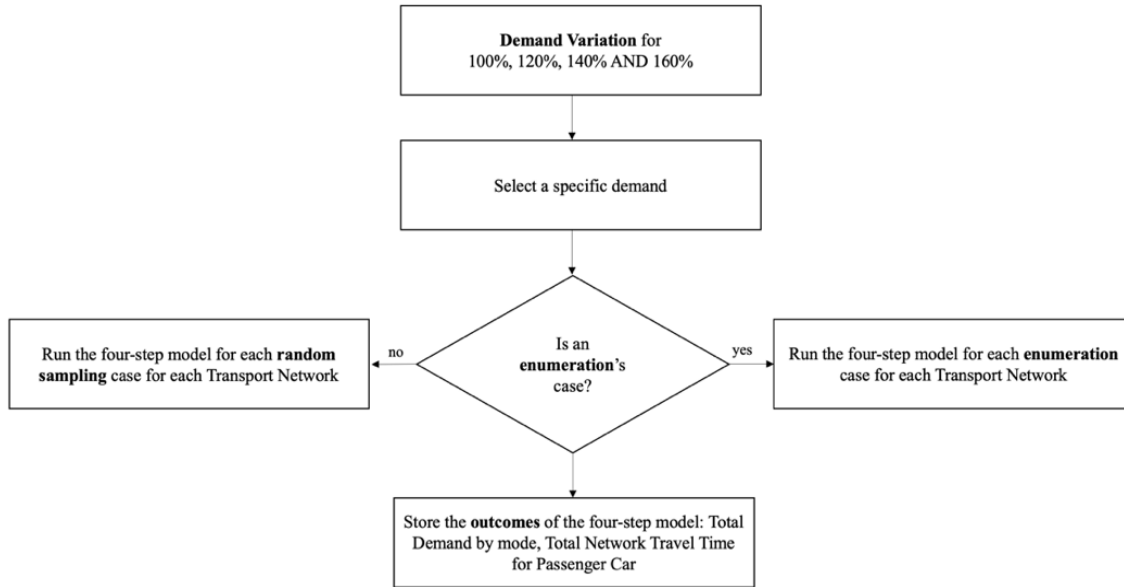 Demand Variation for
100%, 120%, 140% AND 160%
Select a specific demand
Is an
enumeration's
case?
no
yes
Run the four-step model for each random
sampling case for each Transport Network
Run the four-step model for each enumeration
case for each Transport Network
Store the outcomes of the four-step model: Total
Demand by mode, Total Network Travel Time
for Passenger Car